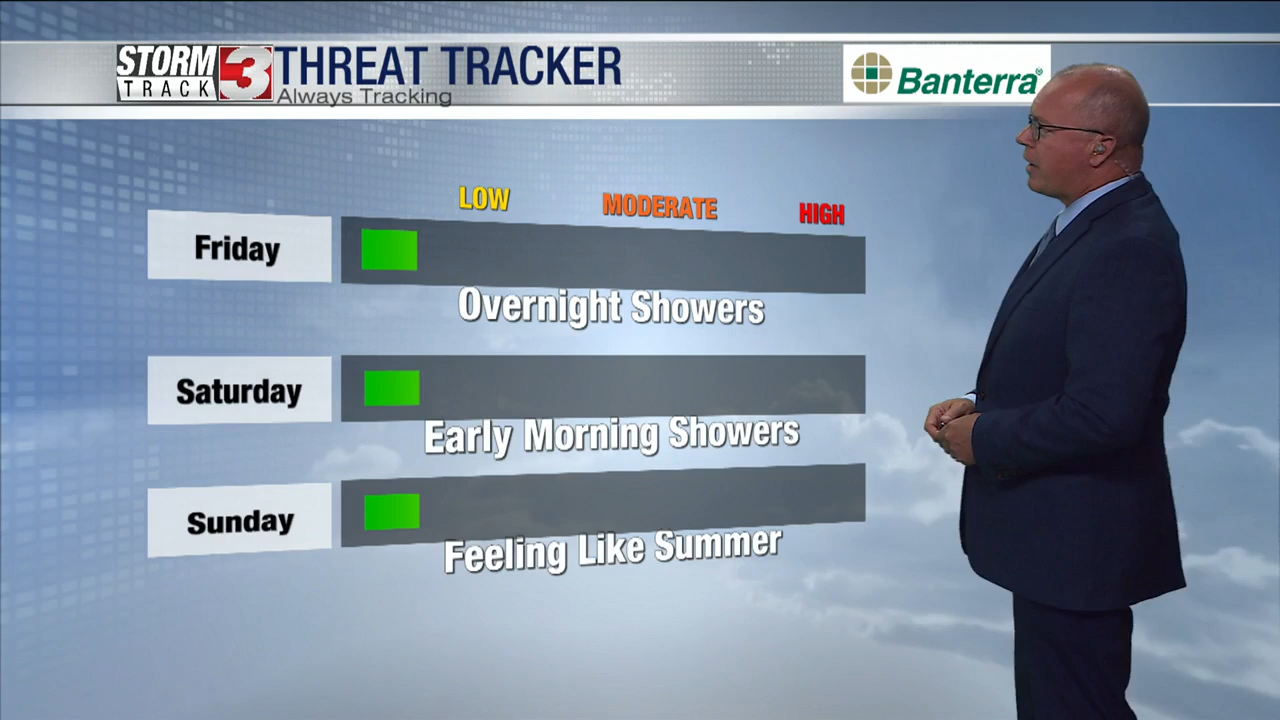 STORM
TRACK
3
THREAT TRACKER
Always Tracking
Banterra®
LOW
MODERATE
HIGH
Friday
Overnight Showers
Saturday
Early Morning Showers
Sunday
Feeling Like Summer